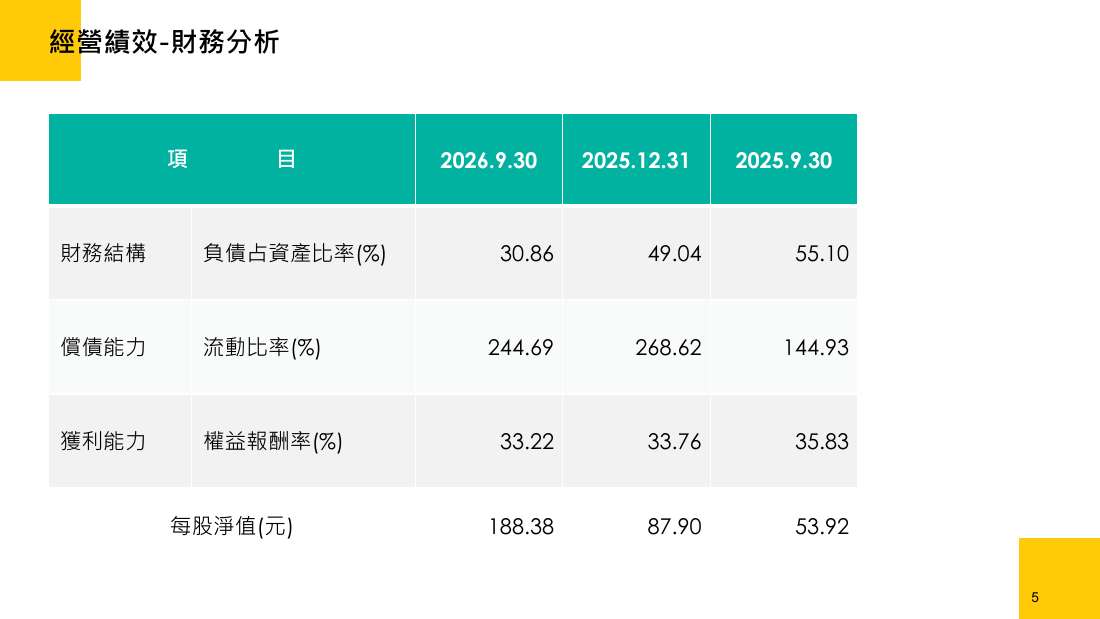 經營績效-財務分析
項 目 2026.9.30 2025.12.31 2025.9.30
財務結構 負債占資產比率(%) 30.86 49.04 55.10
償債能力 流動比率(%) 244.69 268.62 144.93
獲利能力 權益報酬率(%) 33.22 33.76 35.83
每股淨值(元) 188.38 87.90 53.92
5